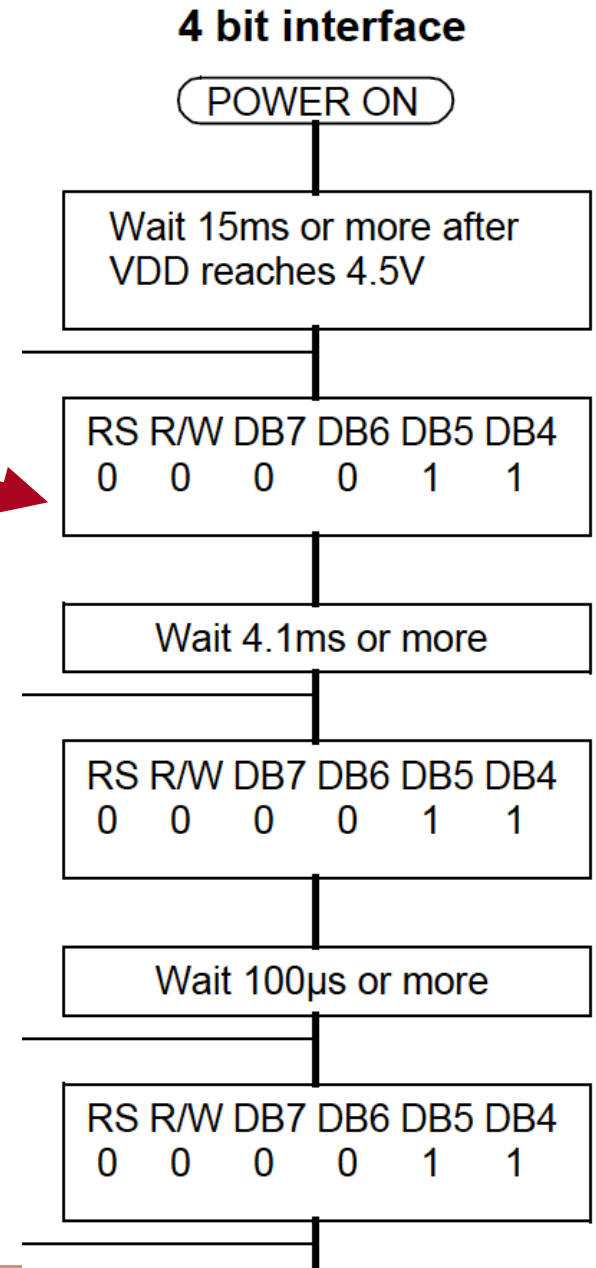 4 bit interface
POWER ON
Wait 15ms or more after
VDD reaches 4.5V
RS R/W DB7 DB6 DB5 DB4
0 0 0 0 1 1
Wait 4.1ms or more
RS R/W DB7 DB6 DB5 DB4
0 0 0 0 1 1
Wait 100µs or more
RS R/W DB7 DB6 DB5 DB4
0 0 0 0 1 1